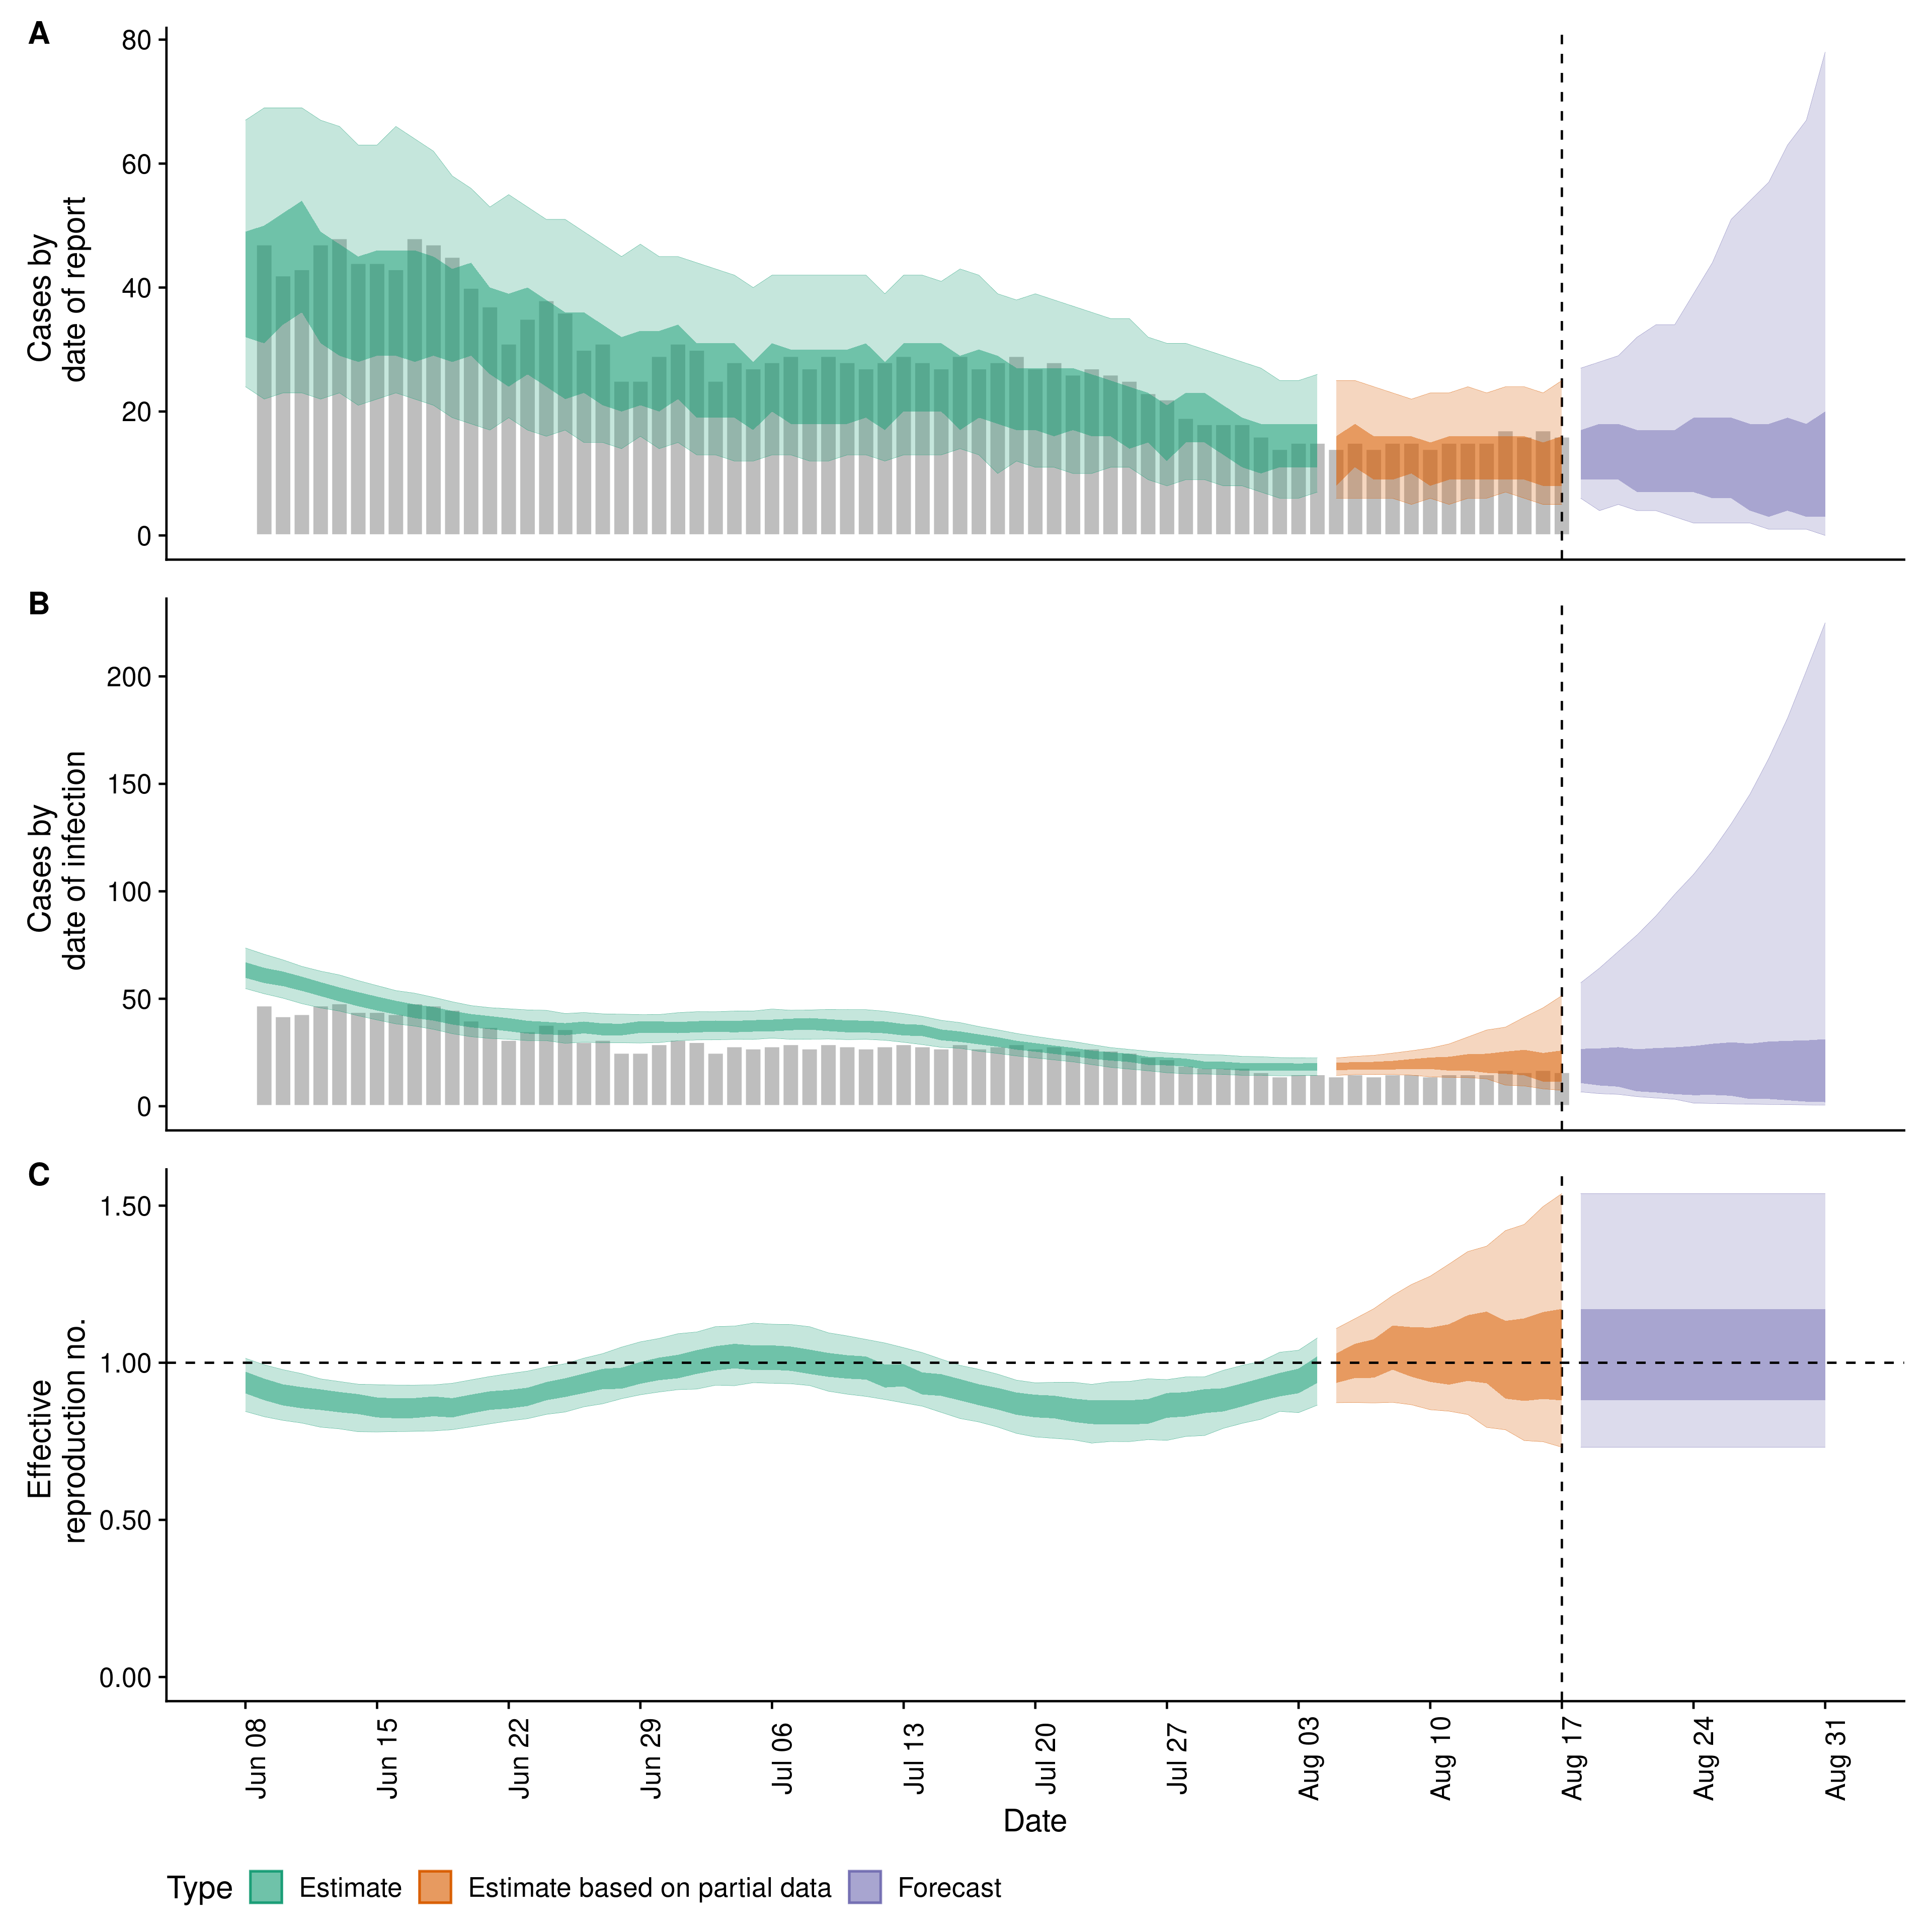 A
80
60
40
20
0
Cases by
date of report
B
200
150
100
50
0
Cases by
date of infection
C
1.50
1.00
0.50
0.00
Effective
reproduction no.
Jun 08
Jun 15
Jun 22
Jun 29
Jul 06
Jul 13
Jul 20
Jul 27
Aug 03
Aug 10
Aug 17
Aug 24
Aug 31
Date
Type Estimate Estimate based on partial data Forecast